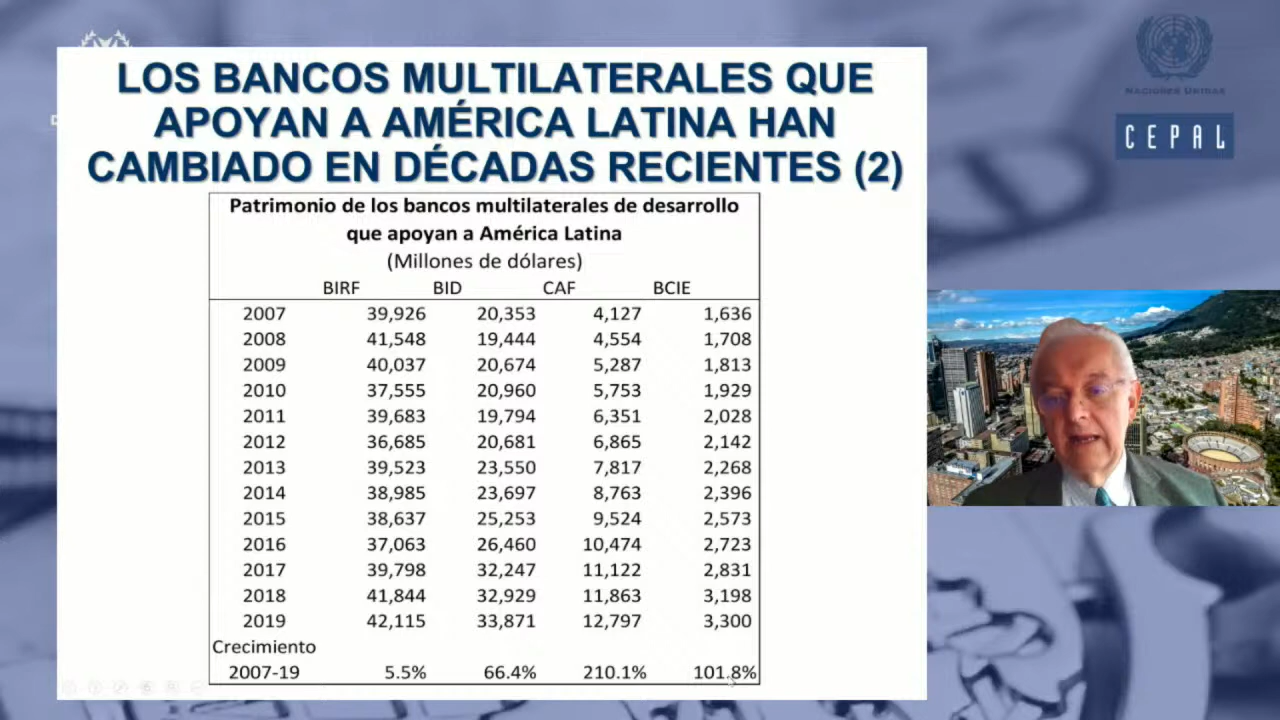 LOS BANCOS MULTILATERALES QUE
APOYAN A AMÉRICA LATINA HAN
CAMBIADO EN DÉCADAS RECIENTES (2)
Patrimonio de los bancos multilaterales de desarrollo
que apoyan a América Latina
(Millones de dólares)
BIRF BID CAF BCIE
2007 39,926 20,353 4,127 1,636
2008 41,548 19,444 4,554 1,708
2009 40,037 20,674 5,287 1,813
2010 37,555 20,960 5,753 1,929
2011 39,683 19,794 6,351 2,028
2012 36,685 20,681 6,865 2,142
2013 39,523 23,550 7,817 2,268
2014 38,985 23,697 8,763 2,396
2015 38,637 25,253 9,524 2,573
2016 37,063 26,460 10,474 2,723
2017 39,798 32,247 11,122 2,831
2018 41,844 32,929 11,863 3,198
2019 42,115 33,871 12,797 3,300
Crecimiento
2007-19 5.5% 66.4% 210.1% 101.8%
NACIONES UNIDAS
CEPAL